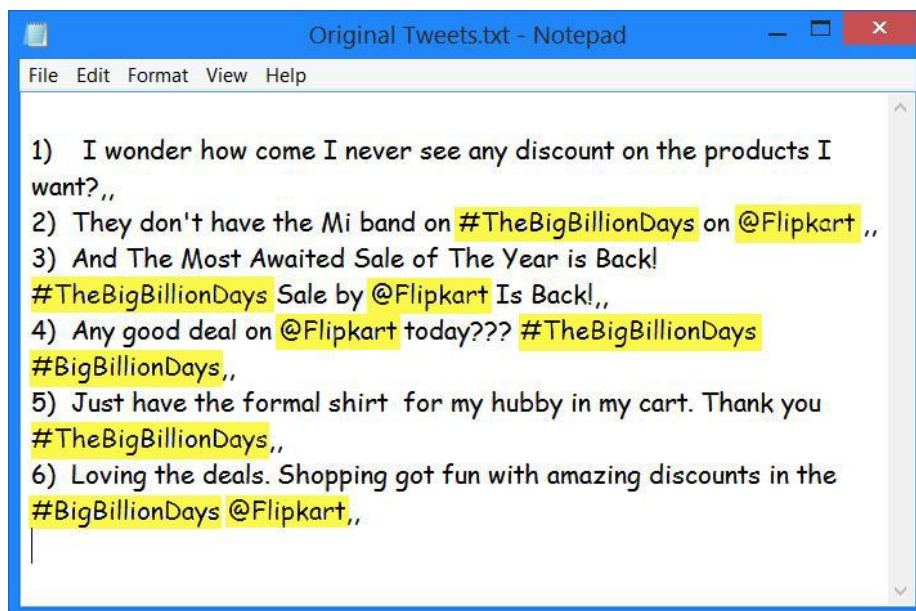 Original Tweets.txt - Notepad
File Edit Format View Help
1) I wonder how come I never see any discount on the products I
want?,,
2) They don't have the Mi band on #TheBigBillionDays on @Flipkart ,,
3) And The Most Awaited Sale of The Year is Back!
#TheBigBillionDays Sale by @Flipkart Is Back!,,
4) Any good deal on @Flipkart today??? #TheBigBillionDays
#BigBillionDays,,
5) Just have the formal shirt for my hubby in my cart. Thank you
#TheBigBillionDays,,
6) Loving the deals. Shopping got fun with amazing discounts in the
#BigBillionDays @Flipkart,,